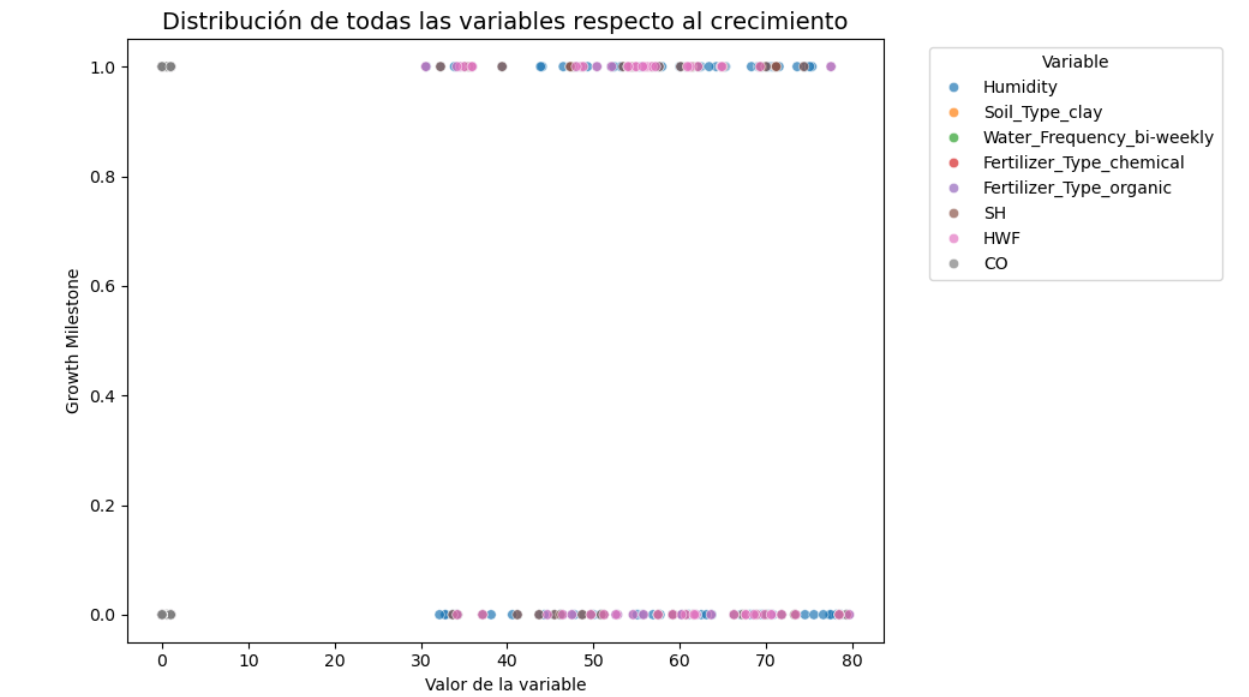 Distribución de todas las variables respecto al crecimiento
1.0
0.8
0.6
0.4
0.2
0.0
Growth Milestone
0 10 20 30 40 50 60 70 80
Valor de la variable
Variable
Humidity
Soil_Type_clay
Water_Frequency_bi-weekly
Fertilizer_Type_chemical
Fertilizer_Type_organic
SH
HWF
CO